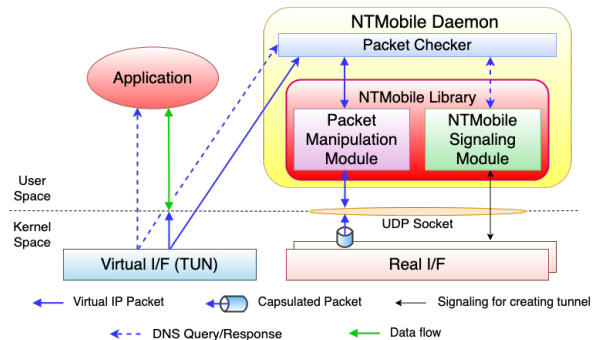 NTMobile Daemon
Packet Checker
Application
NTMobile Library
Packet
Manipulation
Module
NTMobile
Signaling
Module
User
Space
Kernel
Space
UDP Socket
Virtual I/F (TUN)
Real I/F
Virtual IP Packet
Capsulated Packet
Signaling for creating tunnel
DNS Query/Response
Data flow